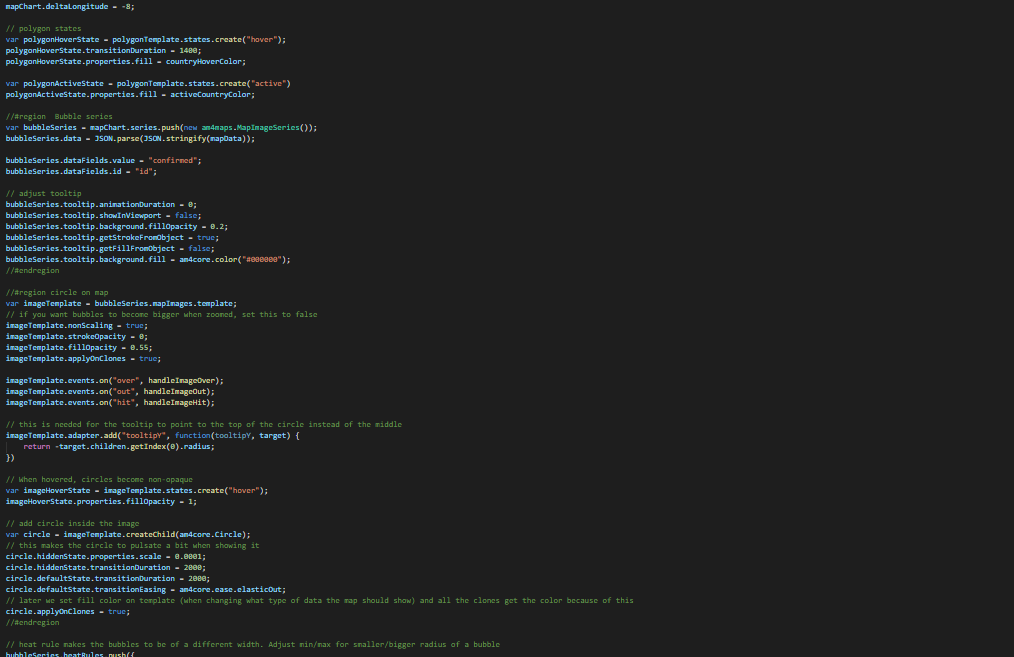 mapChart.deltaLongitude = -8;
// polygon states
var polygonHoverState = polygonTemplate.states.create("hover");
polygonHoverState.transitionDuration = 1400;
polygonHoverState.properties.fill = countryHoverColor;
var polygonActiveState = polygonTemplate.states.create("active")
polygonActiveState.properties.fill = activeCountryColor;
//#region  Bubble series
var bubbleSeries = mapChart.series.push(new am4maps.MapImageSeries());
bubbleSeries.data = JSON.parse(JSON.stringify(mapData));
bubbleSeries.dataFields.value = "confirmed";
bubbleSeries.dataFields.id = "id";
// adjust tooltip
bubbleSeries.tooltip.animationDuration = 0;
bubbleSeries.tooltip.showInViewport = false;
bubbleSeries.tooltip.background.fillOpacity = 0.2;
bubbleSeries.tooltip.getStrokeFromObject = true;
bubbleSeries.tooltip.getFillFromObject = false;
bubbleSeries.tooltip.background.fill = am4core.color("#000000");
//#endregion
//#region circle on map
var imageTemplate = bubbleSeries.mapImages.template;
// if you want bubbles to become bigger when zoomed, set this to false
imageTemplate.nonScaling = true;
imageTemplate.strokeOpacity = 0;
imageTemplate.fillOpacity = 0.55;
imageTemplate.applyOnClones = true;
imageTemplate.events.on("over", handleImageOver);
imageTemplate.events.on("out", handleImageOut);
imageTemplate.events.on("hit", handleImageHit);
// this is needed for the tooltip to point to the top of the circle instead of the middle
imageTemplate.adapter.add("tooltipY", function(tooltipY, target) {
return -target.children.getIndex(0).radius;
})
// When hovered, circles become non-opaque
var imageHoverState = imageTemplate.states.create("hover");
imageHoverState.properties.fillOpacity = 1;
// add circle inside the image
var circle = imageTemplate.createChild(am4core.Circle);
// this makes the circle to pulsate a bit when showing it
circle.hiddenState.properties.scale = 0.0001;
circle.hiddenState.transitionDuration = 2000;
circle.defaultState.transitionDuration = 2000;
circle.defaultState.transitionEasing = am4core.ease.elasticOut;
// later we set fill color on template (when changing what type of data the map should show) and all the clones get the color because of this
circle.applyOnClones = true;
//#endregion
// heat rule makes the bubbles to be of a different width. Adjust min/max for smaller/bigger radius of a bubble
bubbleSeries.heatRules.push({